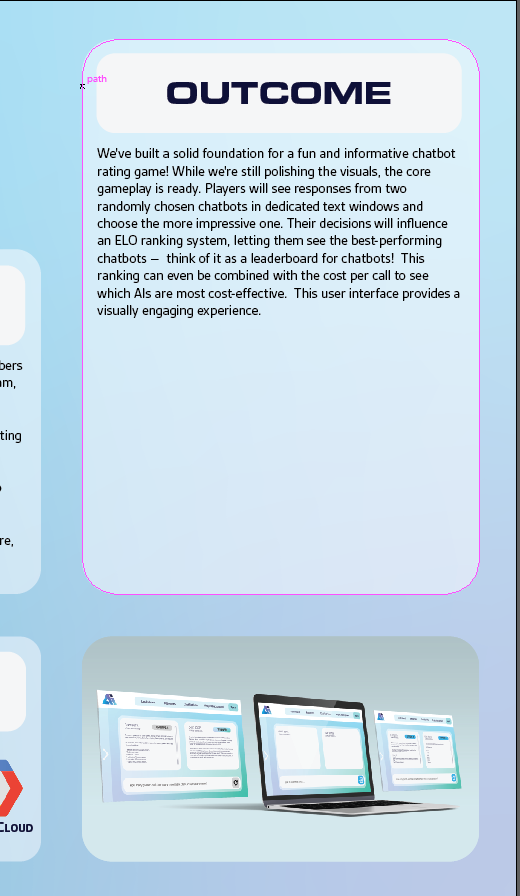 path
OUTCOME
We've built a solid foundation for a fun and informative chatbot
rating game! While we're still polishing the visuals, the core
gameplay is ready. Players will see responses from two
randomly chosen chatbots in dedicated text windows and
choose the more impressive one. Their decisions will influence
an ELO ranking system, letting them see the best-performing
chatbots – think of it as a leaderboard for chatbots! This
ranking can even be combined with the cost per call to see
which AIs are most cost-effective. This user interface provides a
visually engaging experience.
bers
am,
ting
re,
Cloud